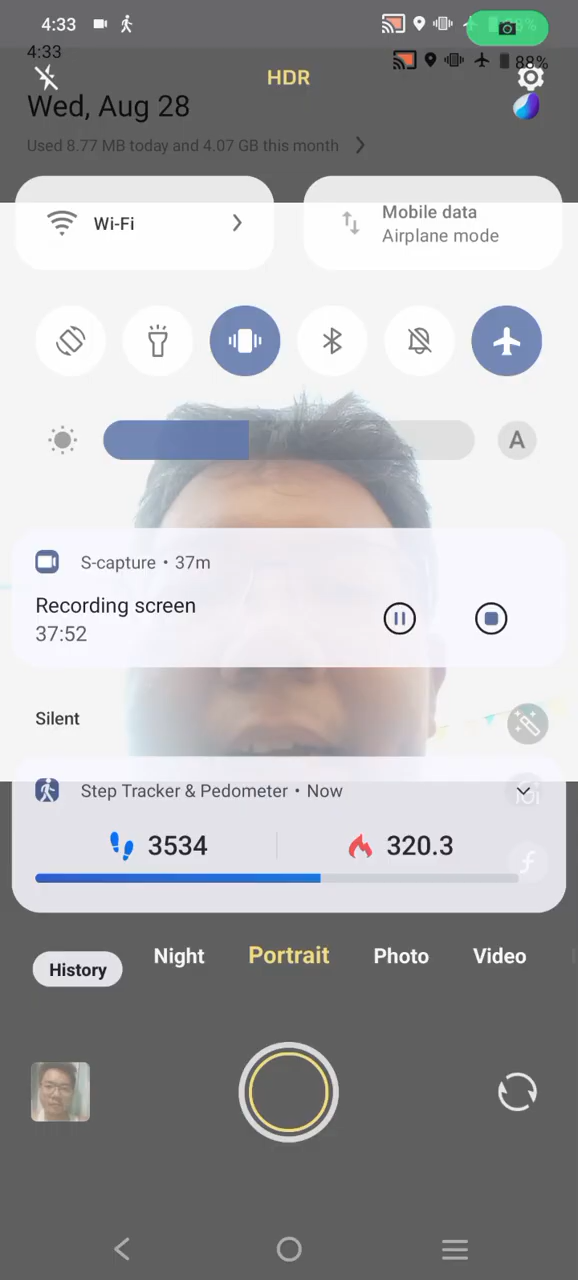 4:33
88%
4:33
88%
HDR
Wed, Aug 28
Used 8.77 MB today and 4.07 GB this month
Wi-Fi
Mobile data
Airplane mode
A
S-capture • 37m
Recording screen
37:52
Silent
Step Tracker & Pedometer • Now
3534
320.3
History
Night
Portrait
Photo
Video